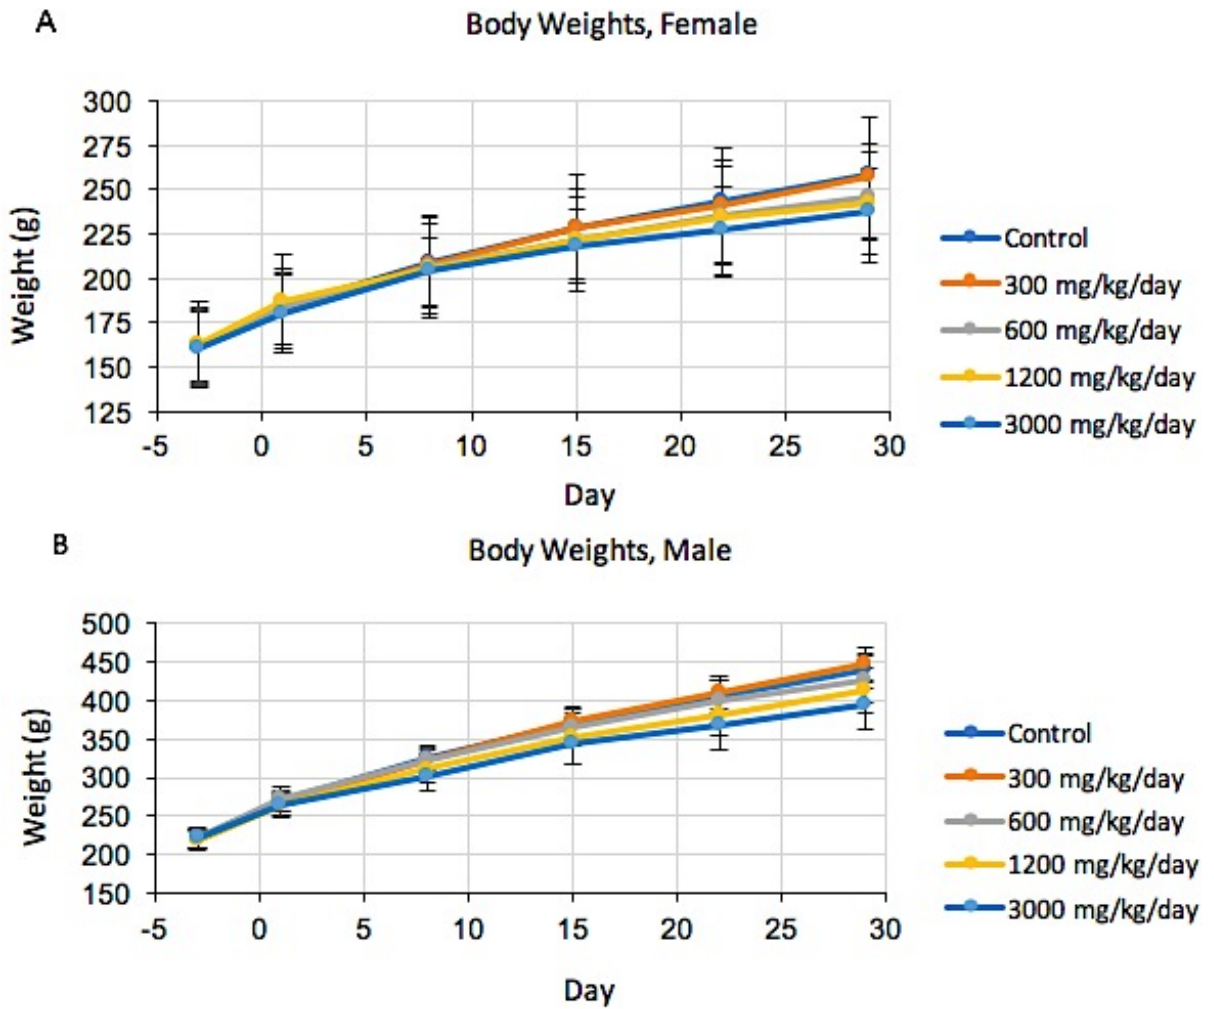 A
Body Weights, Female
300
275
250
225
200
175
150
125
Weight (g)
-5 0 5 10 15 20 25 30
Day
Control
300 mg/kg/day
600 mg/kg/day
1200 mg/kg/day
3000 mg/kg/day
B
Body Weights, Male
500
450
400
350
300
250
200
150
Weight (g)
-5 0 5 10 15 20 25 30
Day
Control
300 mg/kg/day
600 mg/kg/day
1200 mg/kg/day
3000 mg/kg/day